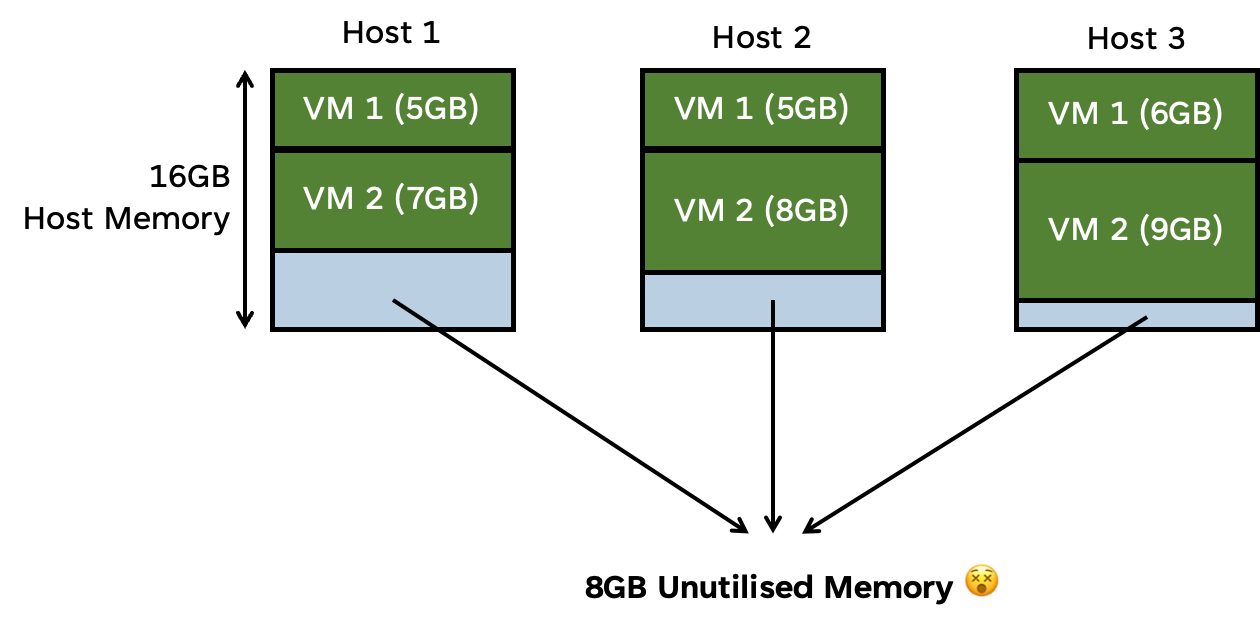 Host 1
Host 2
Host 3
16GB
Host Memory
VM 1 (5GB)
VM 2 (7GB)
VM 1 (5GB)
VM 2 (8GB)
VM 1 (6GB)
VM 2 (9GB)
8GB Unutilised Memory 😵